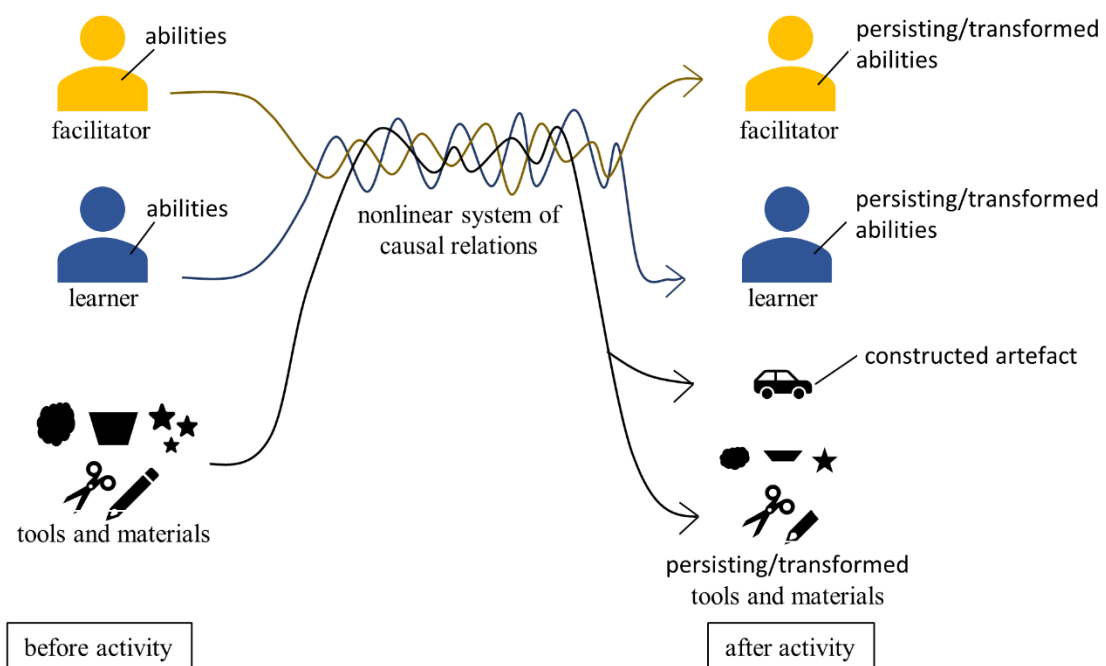 abilities
facilitator
abilities
learner
tools and materials
before activity
nonlinear system of
causal relations
persisting/transformed
abilities
facilitator
persisting/transformed
abilities
learner
constructed artefact
persisting/transformed
tools and materials
after activity